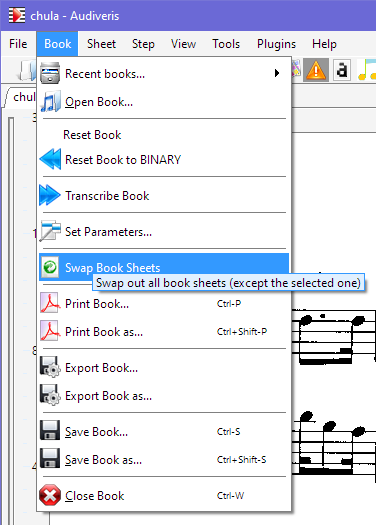 chula - Audiveris
File Book Sheet Step View Tools Plugins Help
a
chula
Recent books...
Open Book...
Reset Book
Reset Book to BINARY
Transcribe Book
Set Parameters...
Swap Book Sheets
Swap out all book sheets (except the selected one)
Print Book... Ctrl-P
Print Book as... Ctrl+Shift-P
Export Book...
Export Book as...
Save Book... Ctrl-S
Save Book as... Ctrl+Shift-S
Close Book Ctrl-W